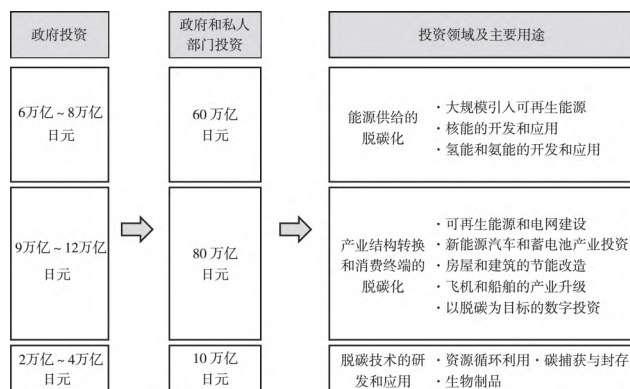 政府投资
政府和私人
部门投资
投资领域及主要用途
6万亿~8万亿
日元
60万亿
日元
能源供给的
脱碳化
·大规模引入可再生能源
·核能的开发和应用
·氢能和氨能的开发和应用
9万亿~12万亿
日元
80万亿
日元
产业结构转换
和消费终端的
脱碳化
·可再生能源和电网建设
·新能源汽车和蓄电池产业投资
·房屋和建筑的节能改造
·飞机和船舶的产业升级
·以脱碳为目标的数字投资
2万亿~4万亿
日元
10万亿
日元
脱碳技术的研
发和应用
·资源循环利用·碳捕获与封存
·生物制品